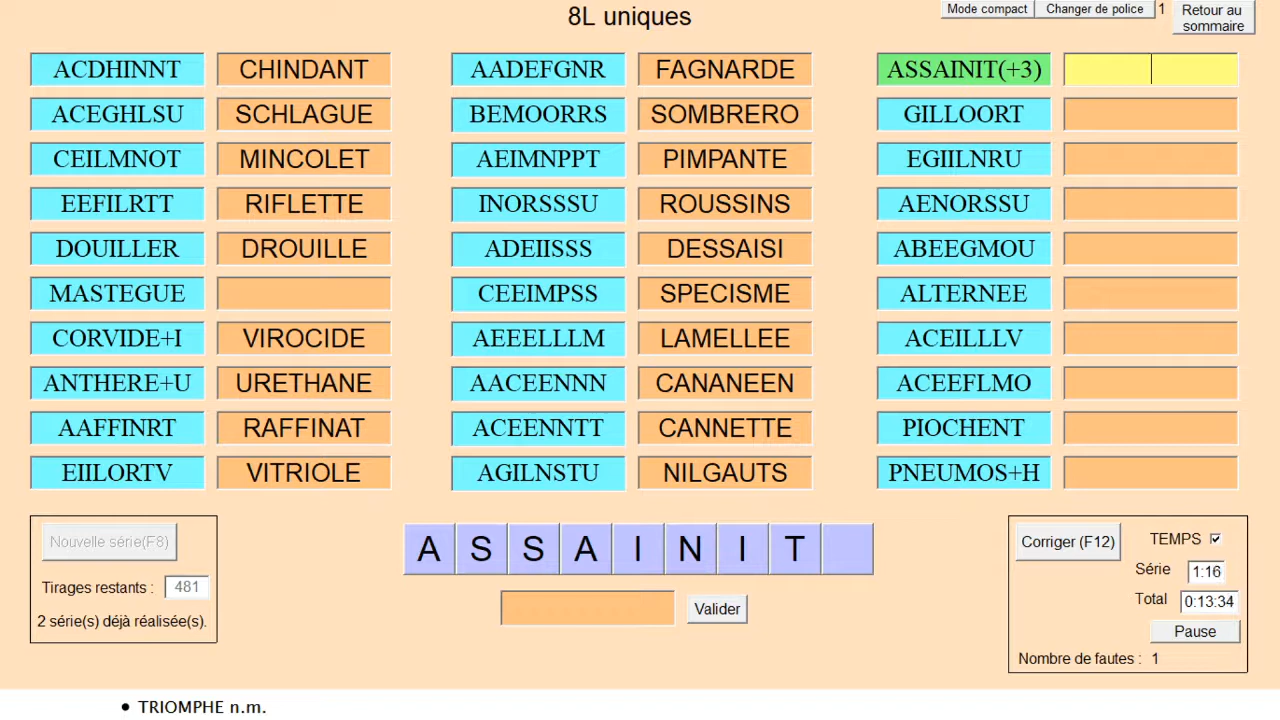 8L uniques
Mode compact Changer de police 1 Retour au sommaire
ACDHINNT CHINDANT AADEFGNR FAGNARDE ASSAINIT(+3)
ACEGHLSU SCHLAGUE BEMOORRS SOMBRERO GILLOORT
CEILMNOT MINCOLET AEIMNPPT PIMPANTE EGIILNRU
EEFILRTT RIFLETTE INORSSSU ROUSSINS AENORSSU
DOUILLER DROUILLE ADEIISSS DESSAISI ABEEGMOU
MASTEGUE CEEIMPSS SPECISME ALTERNEE
CORVIDE+I VIROCIDE AEEELLLM LAMELLEE ACEILLLV
ANTHERE+U URETHANE AACEENNN CANANEEN ACEEFLMO
AAFFINRT RAFFINAT ACEENNTT CANNETTE PIOCHENT
EIILORTV VITRIOLE AGILNSTU NILGAUTS PNEUMOS+H
Nouvelle série(F8)
Tirages restants : 481
2 série(s) déjà réalisée(s).
A S S A I N I T
Valider
Corriger (F12) TEMPS
Série 1:16
Total 0:13:34
Pause
Nombre de fautes : 1
• TRIOMPHE n.m.